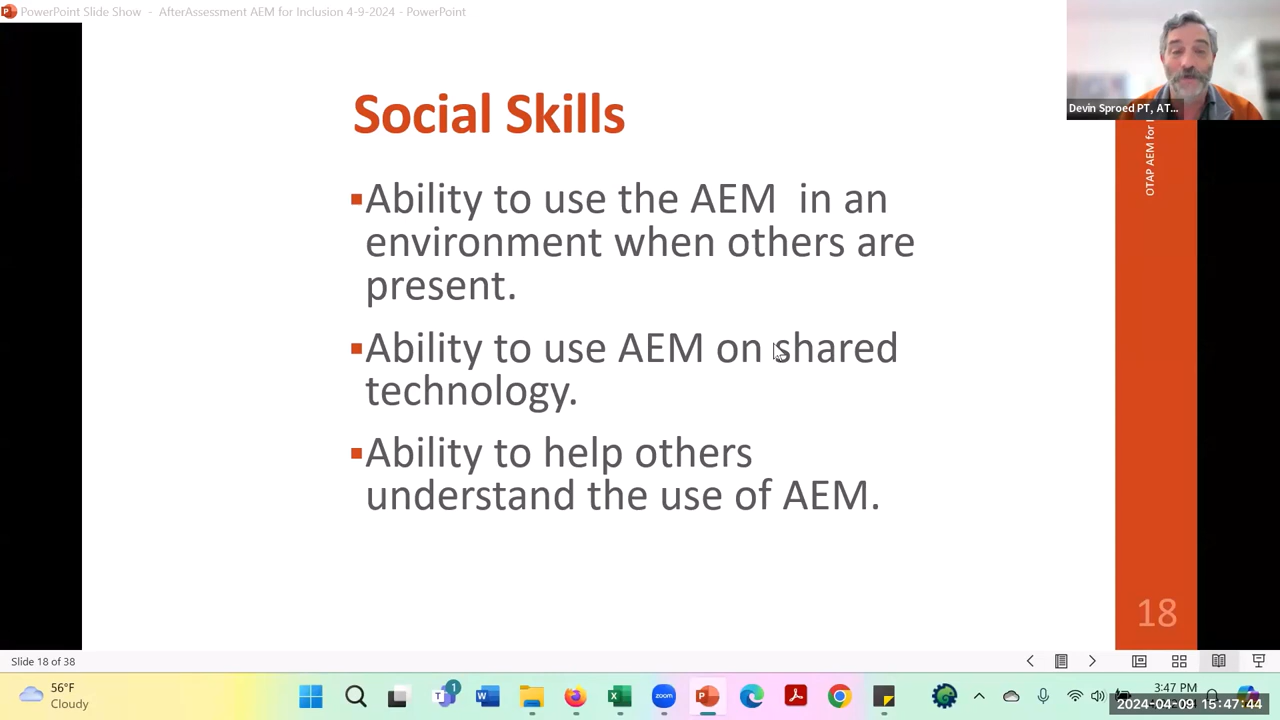 PowerPoint Slide Show - AfterAssessment AEM for Inclusion 4-9-2024 - PowerPoint
Devin Sproed PT, AT...
OTAP AEM for
Social Skills
▪Ability to use the AEM in an
environment when others are
present.
▪Ability to use AEM on shared
technology.
▪Ability to help others
understand the use of AEM.
18
Slide 18 of 38
56°F
Cloudy
1
zoom
3:47 PM
2024-04-09 15:47:44